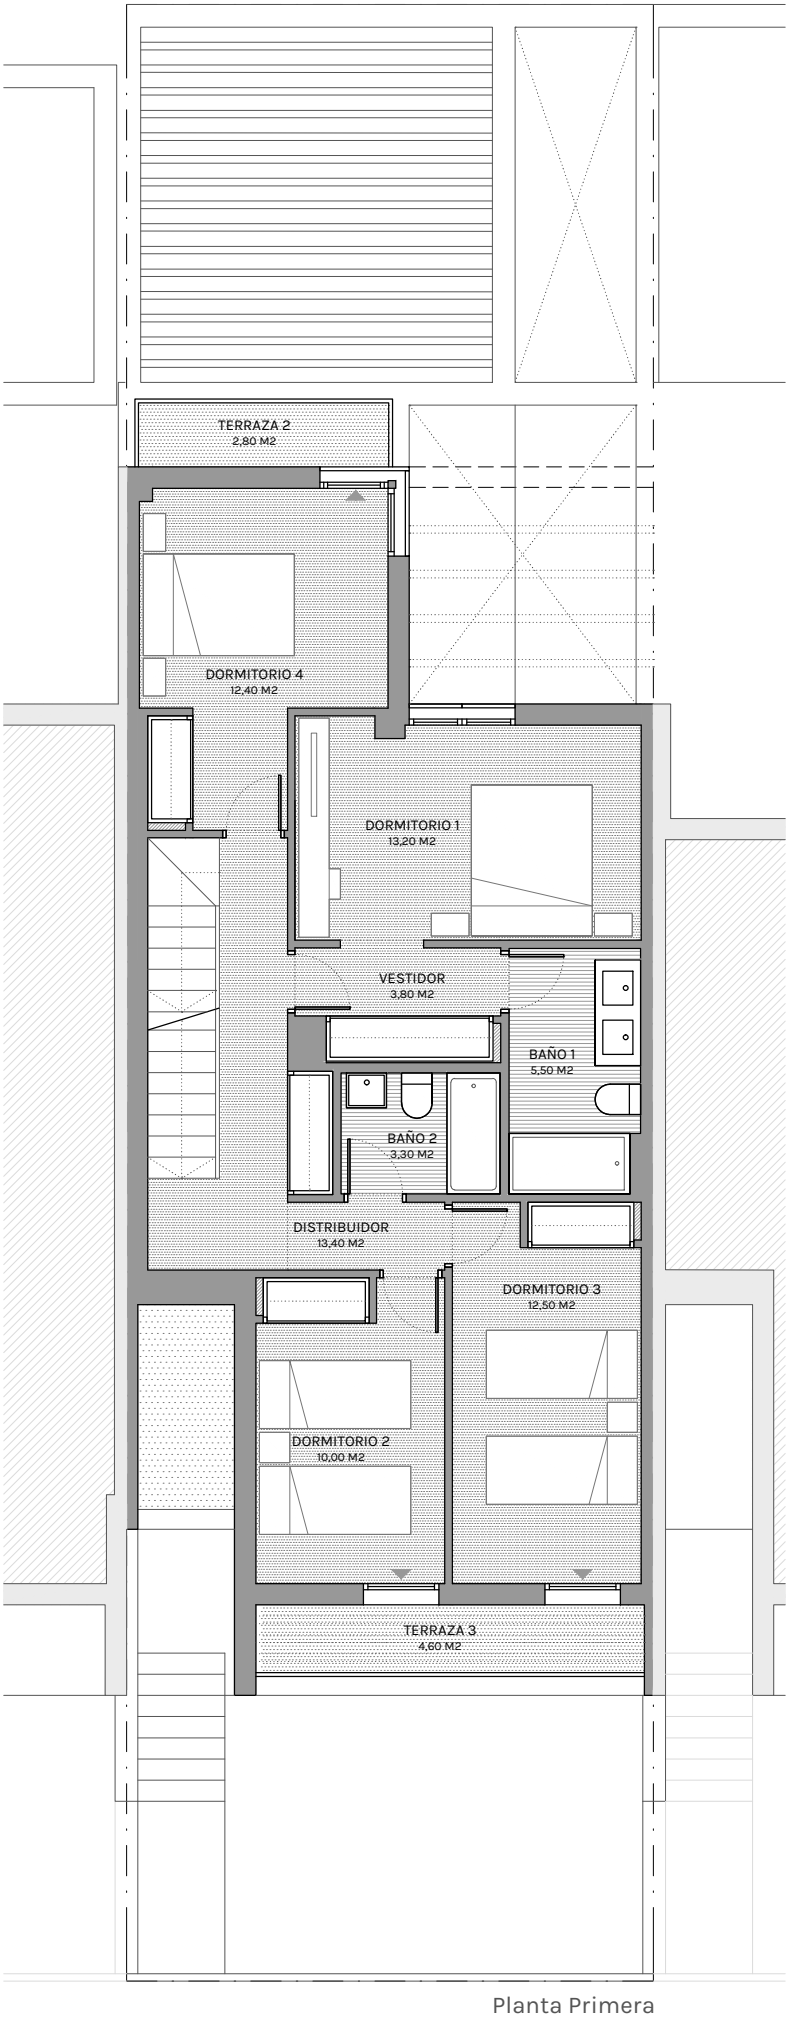 TERRAZA 2
2,80 M2
DORMITORIO 4
12,40 M2
DORMITORIO 1
13,20 M2
VESTIDOR
3,80 M2
BAÑO 1
5,50 M2
BAÑO 2
3,30 M2
DISTRIBUIDOR
13,40 M2
DORMITORIO 3
12,50 M2
DORMITORIO 2
10,00 M2
TERRAZA 3
4,60 M2
Planta Primera